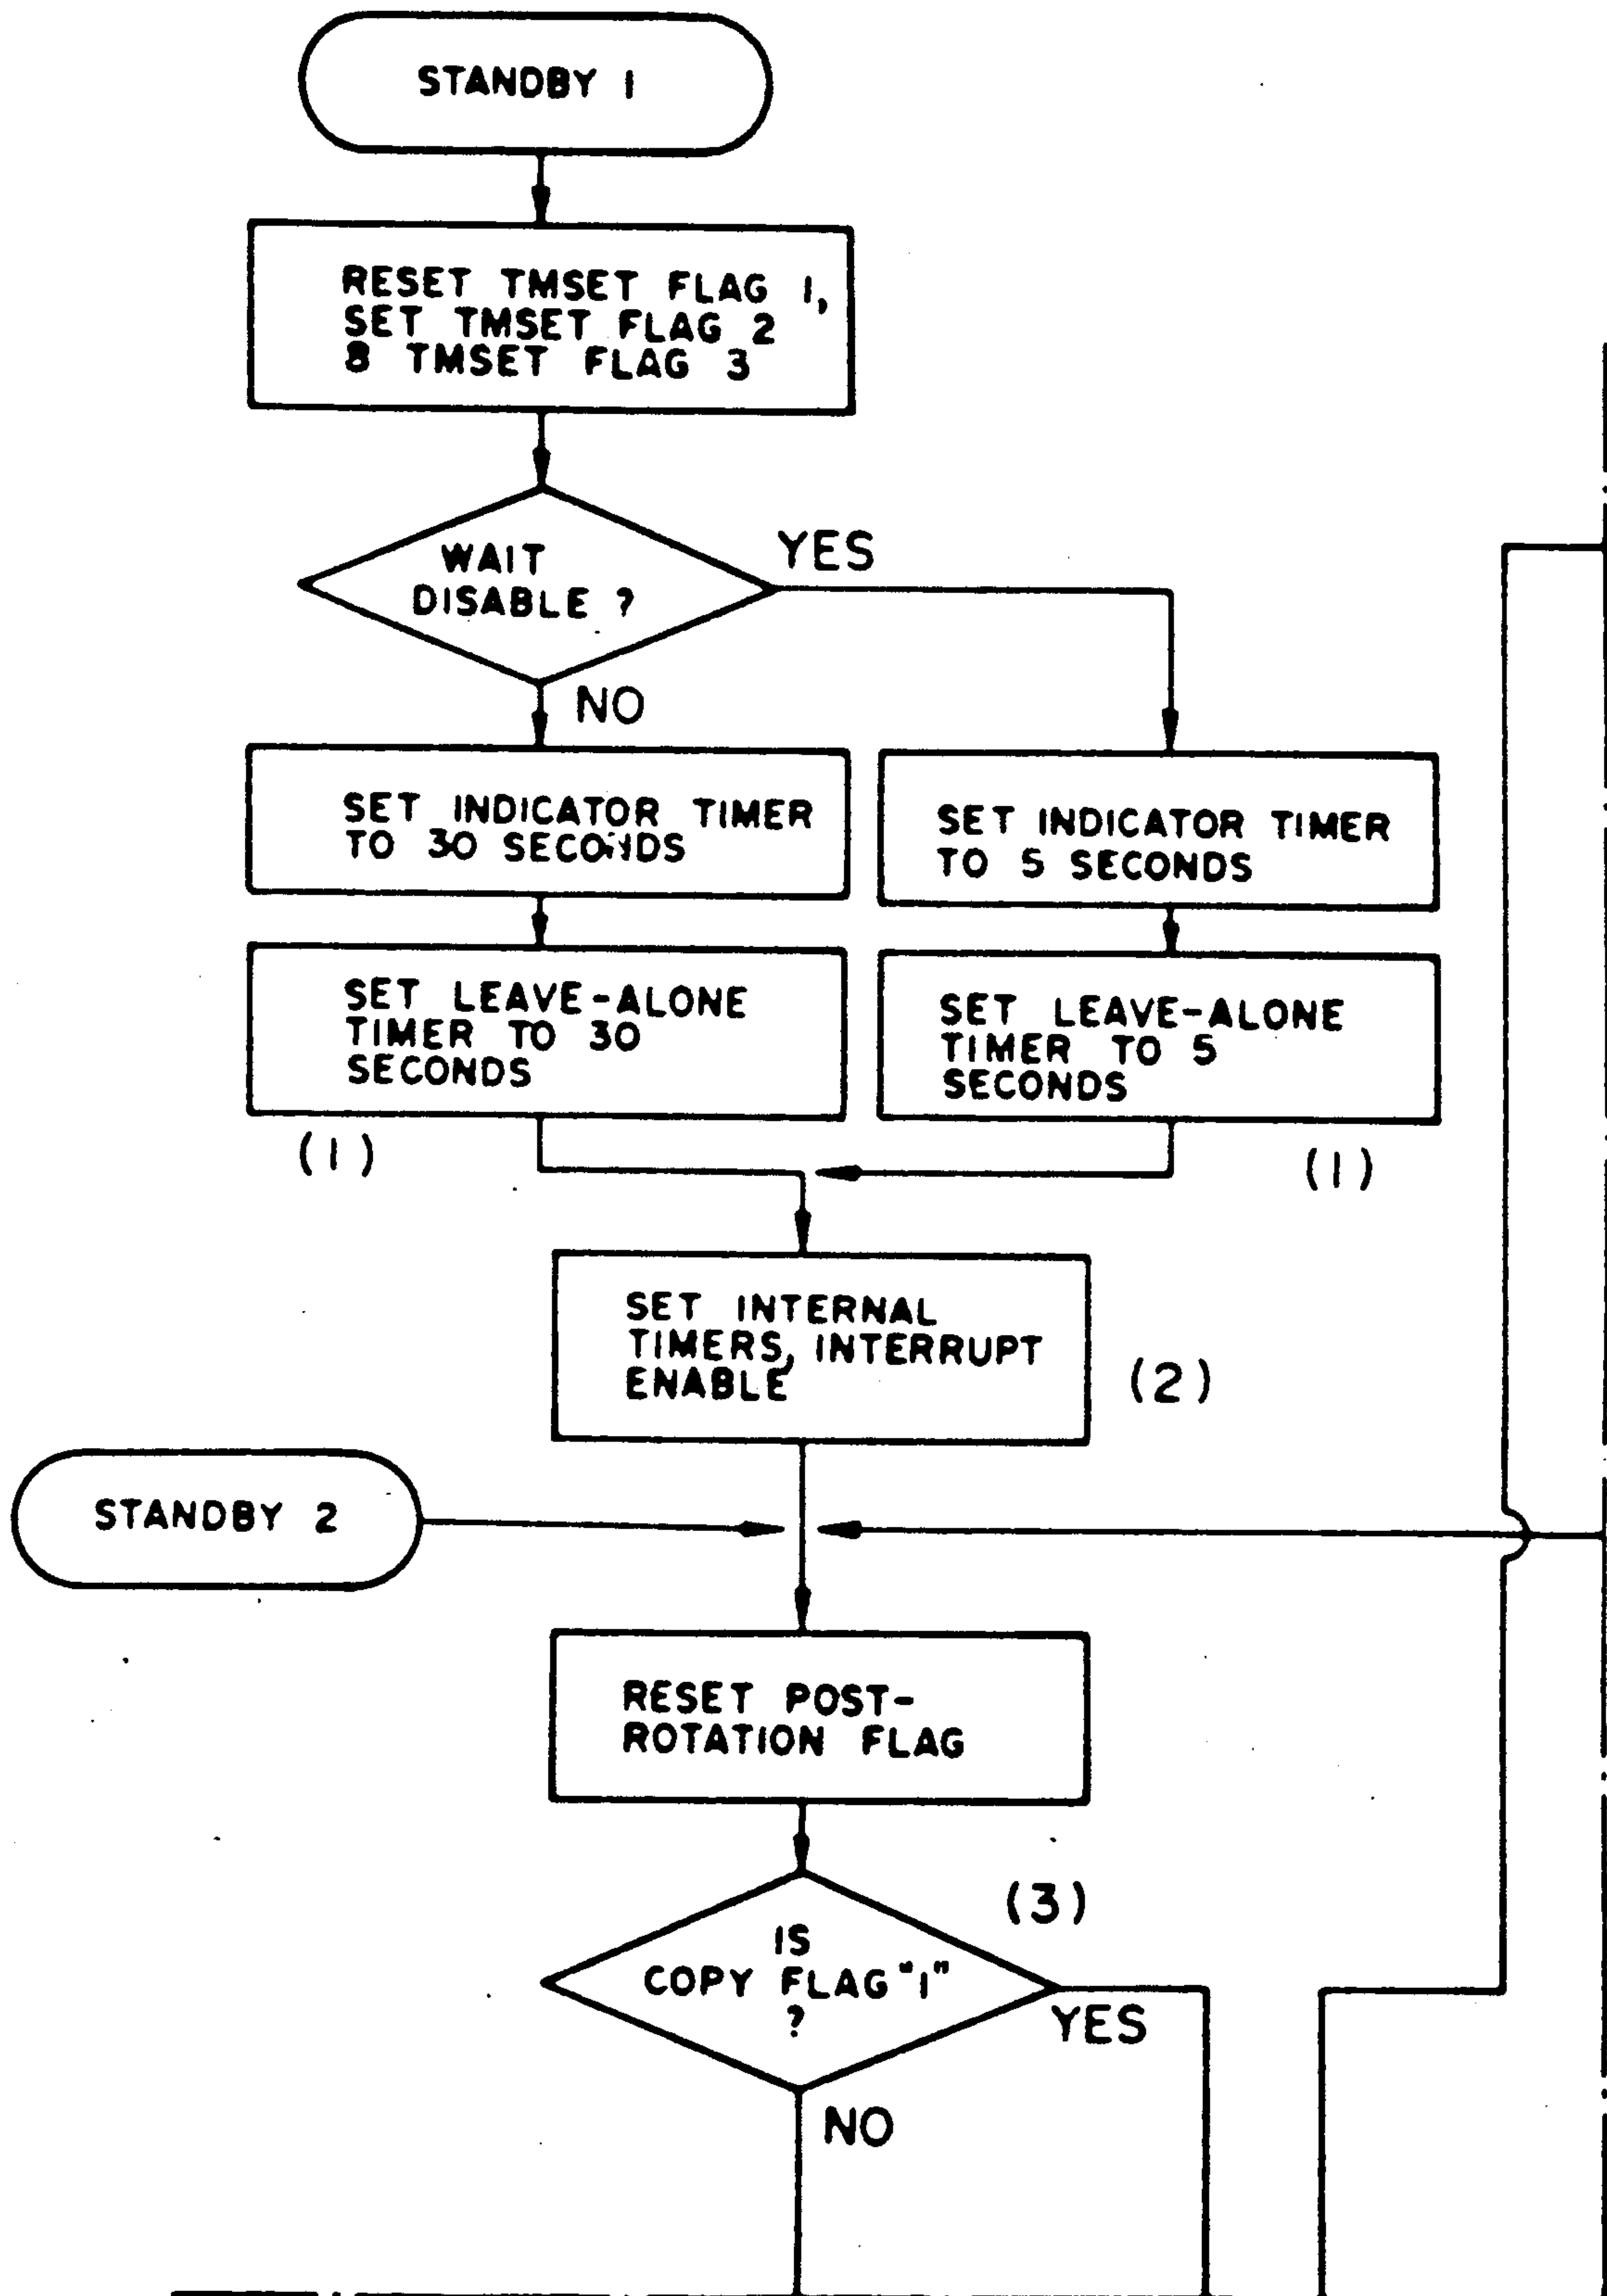 STANDBY 1
RESET TMSET FLAG 1,
SET TMSET FLAG 2
8 TMSET FLAG 3
WAIT
DISABLE ?
YES
NO
SET INDICATOR TIMER
TO 30 SECONDS
SET INDICATOR TIMER
TO 5 SECONDS
SET LEAVE-ALONE
TIMER TO 30
SECONDS
SET LEAVE-ALONE
TIMER TO 5
SECONDS
(1)
(1)
SET INTERNAL
TIMERS, INTERRUPT
ENABLE
(2)
STANDBY 2
RESET POST-
ROTATION FLAG
(3)
IS
COPY FLAG "1"
?
YES
NO